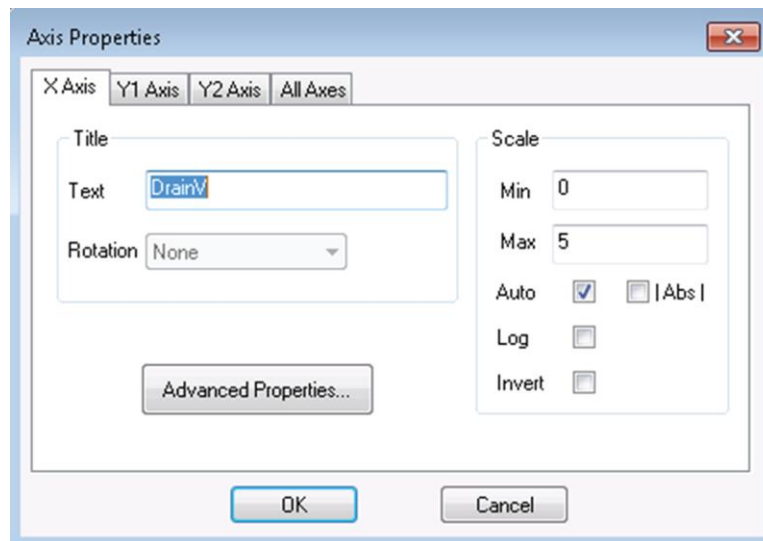 Axis Properties
X Axis Y1 Axis Y2 Axis All Axes
Title
Text DrainV
Rotation None
Advanced Properties...
Scale
Min 0
Max 5
Auto |Abs|
Log
Invert
OK Cancel